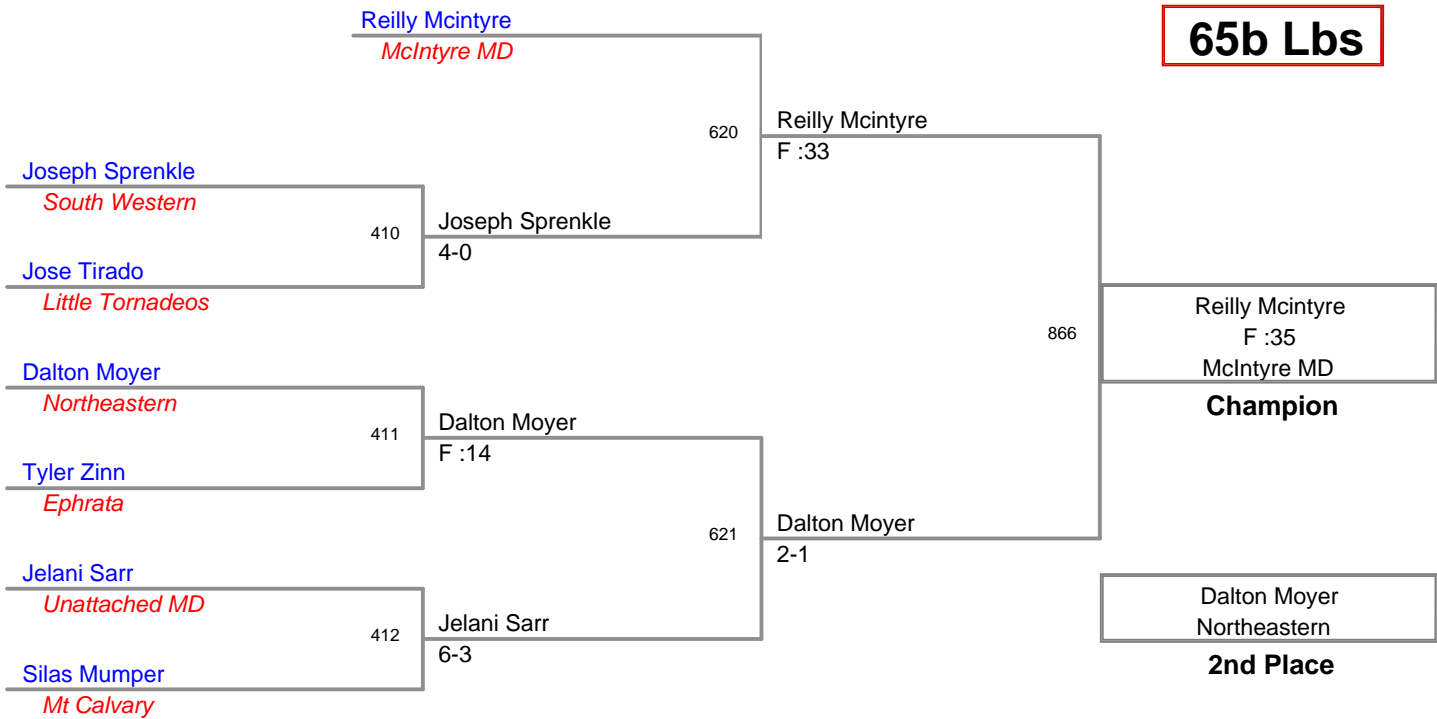 Reilly Mcintyre
McIntyre MD
65b Lbs
620
Reilly Mcintyre
F :33
Joseph Sprenkle
South Western
410
Joseph Sprenkle
4-0
Jose Tirado
Little Tornadeos
866
Reilly Mcintyre
F :35
McIntyre MD
Champion
Dalton Moyer
Northeastern
411
Dalton Moyer
F :14
Tyler Zinn
Ephrata
621
Dalton Moyer
2-1
Jelani Sarr
Unattached MD
412
Jelani Sarr
6-3
Silas Mumper
Mt Calvary
Dalton Moyer
Northeastern
2nd Place